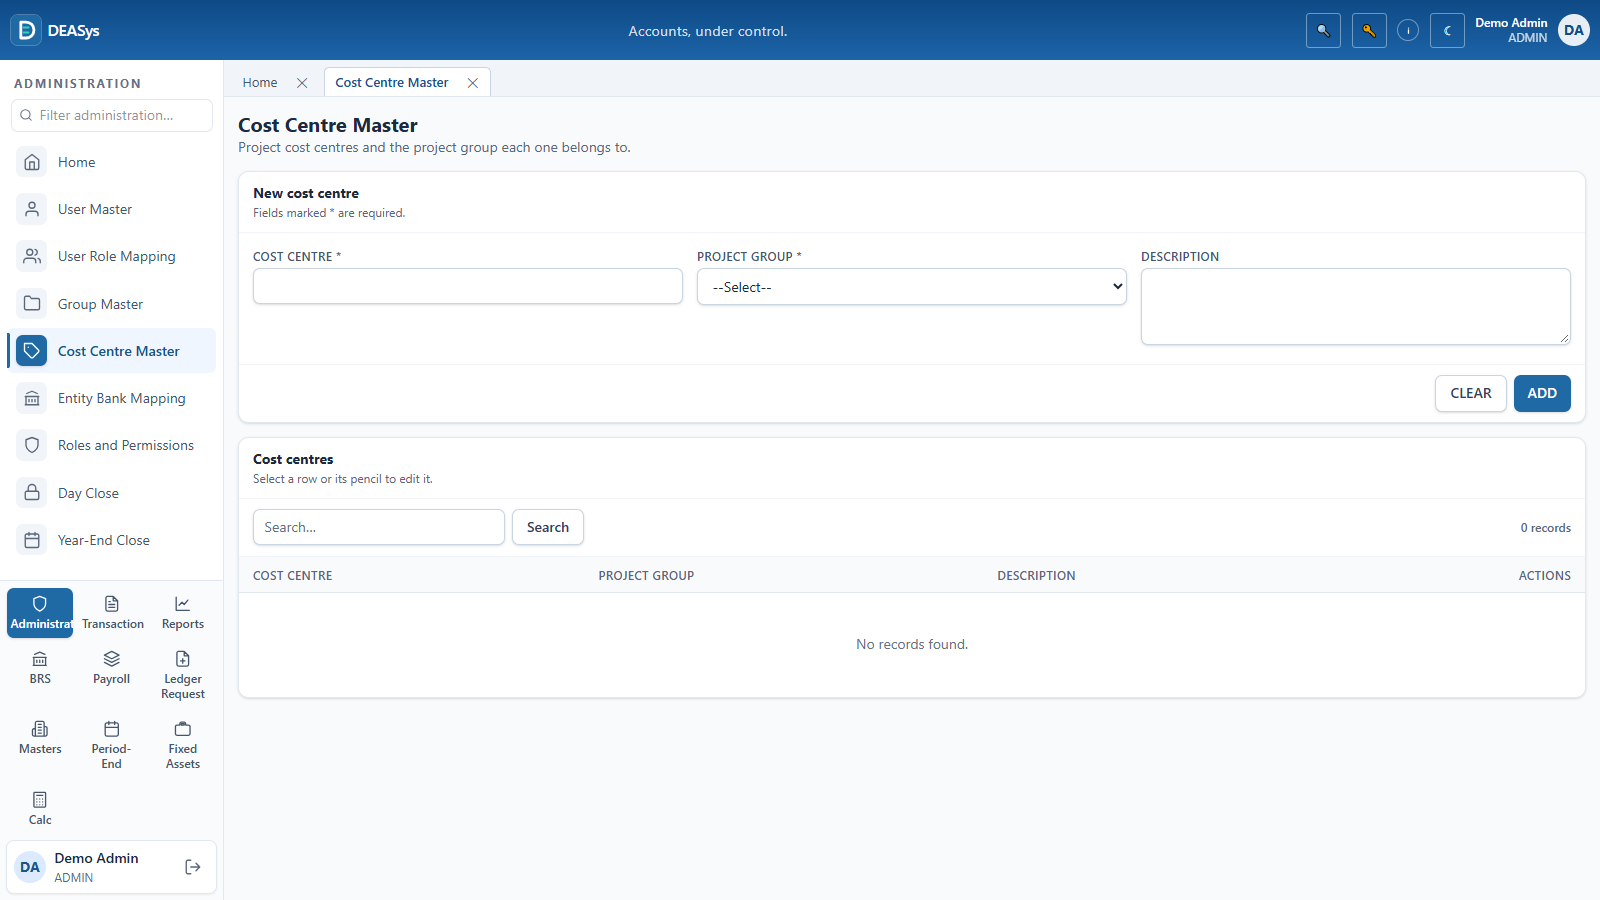 DEASys
Accounts, under control.
Demo Admin
ADMIN
DA
ADMINISTRATION
Filter administration...
Home
User Master
User Role Mapping
Group Master
Cost Centre Master
Entity Bank Mapping
Roles and Permissions
Day Close
Year-End Close
Administrat
Transaction
Reports
BRS
Payroll
Ledger
Request
Masters
Period-
End
Fixed
Assets
Calc
DA
Demo Admin
ADMIN
Home
Cost Centre Master
Cost Centre Master
Project cost centres and the project group each one belongs to.
New cost centre
Fields marked * are required.
COST CENTRE *
PROJECT GROUP *
DESCRIPTION
--Select--
CLEAR
ADD
Cost centres
Select a row or its pencil to edit it.
Search...
Search
0 records
COST CENTRE
PROJECT GROUP
DESCRIPTION
ACTIONS
No records found.